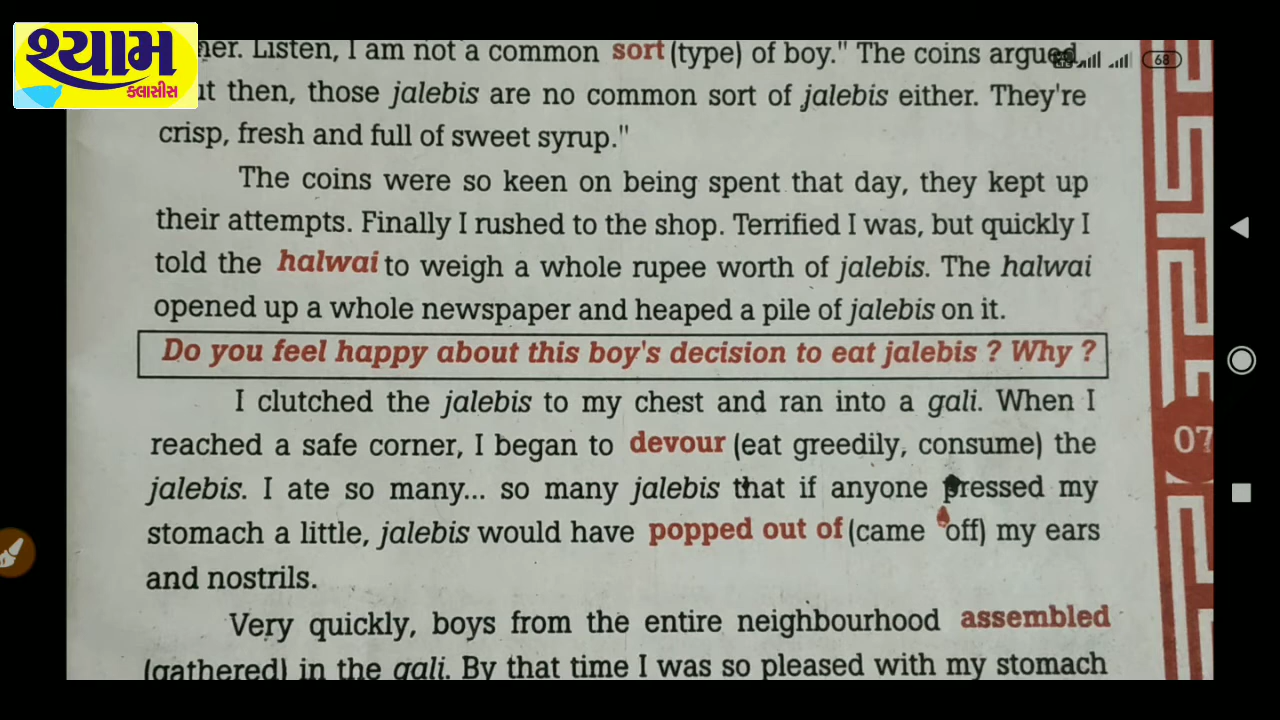 શ્યામ
ક્લાસીસ
68
Listen, I am not a common sort (type) of boy." The coins argued,
then, those jalebis are no common sort of jalebis either. They're
crisp, fresh and full of sweet syrup."
The coins were so keen on being spent that day, they kept up
their attempts. Finally I rushed to the shop. Terrified I was, but quickly I
told the halwai to weigh a whole rupee worth of jalebis. The halwai
opened up a whole newspaper and heaped a pile of jalebis on it.
Do you feel happy about this boy's decision to eat jalebis ? Why ?
I clutched the jalebis to my chest and ran into a gali. When I
reached a safe corner, I began to devour (eat greedily, consume) the
07
jalebis. I ate so many... so many jalebis that if anyone pressed my
stomach a little, jalebis would have popped out of (came off) my ears
and nostrils.
Very quickly, boys from the entire neighbourhood assembled
(gathered) in the gali. By that time I was so pleased with my stomach